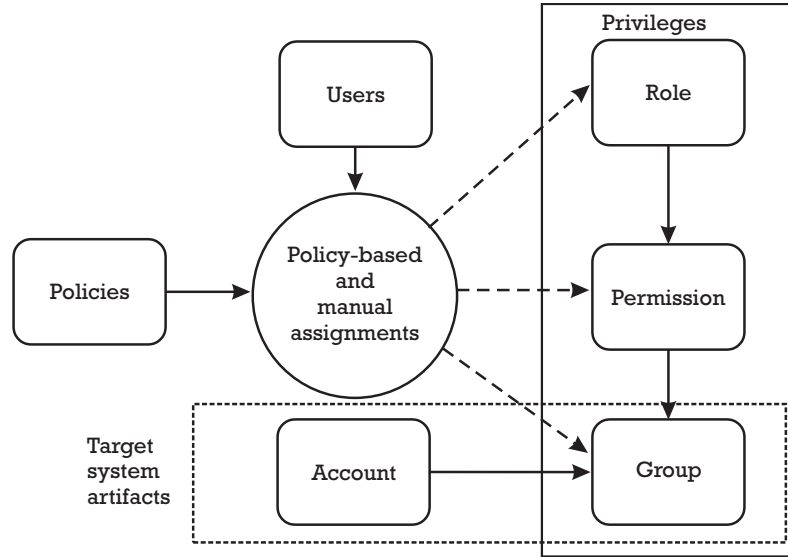 Privileges
Users
Role
Policies
Policy-based
and
manual
assignments
Permission
Target
system
artifacts
Account
Group